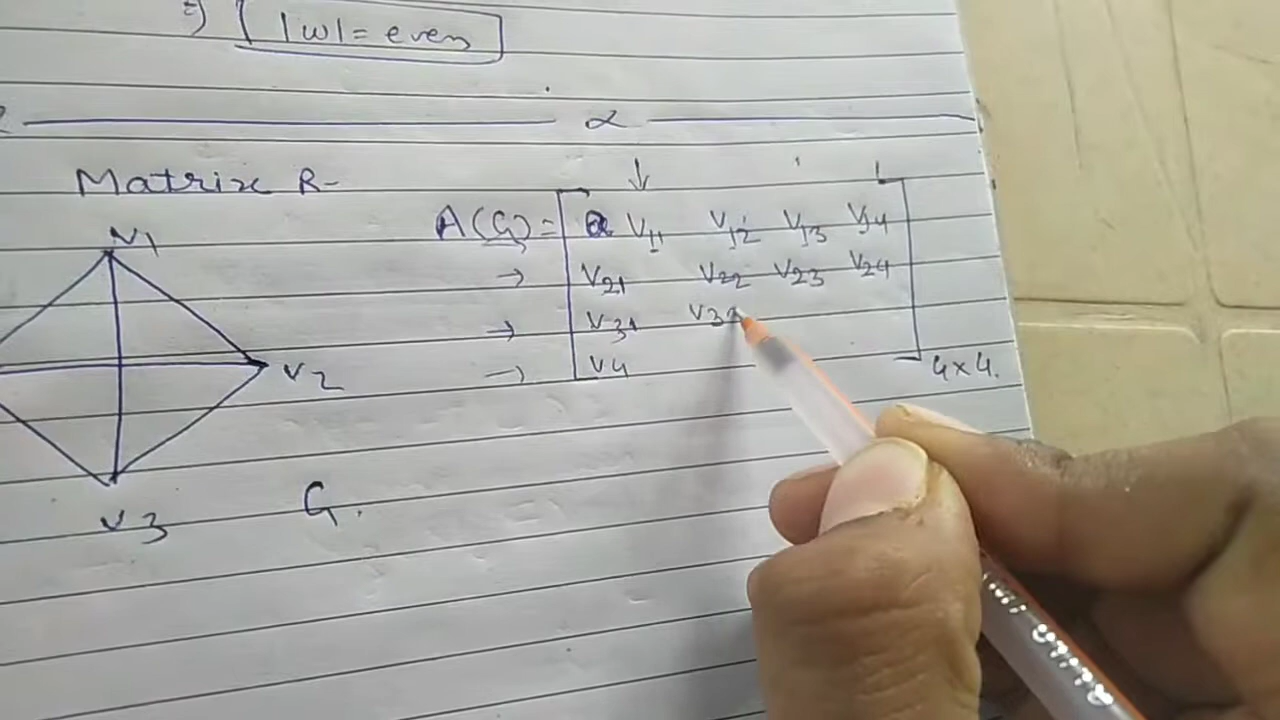 |w| = even
α
Matrix R-
A(G) = V11 V12 V13 V14
V21 V22 V23 V24
V31 V32
V4
4×4.
V1
V2
V3
G.